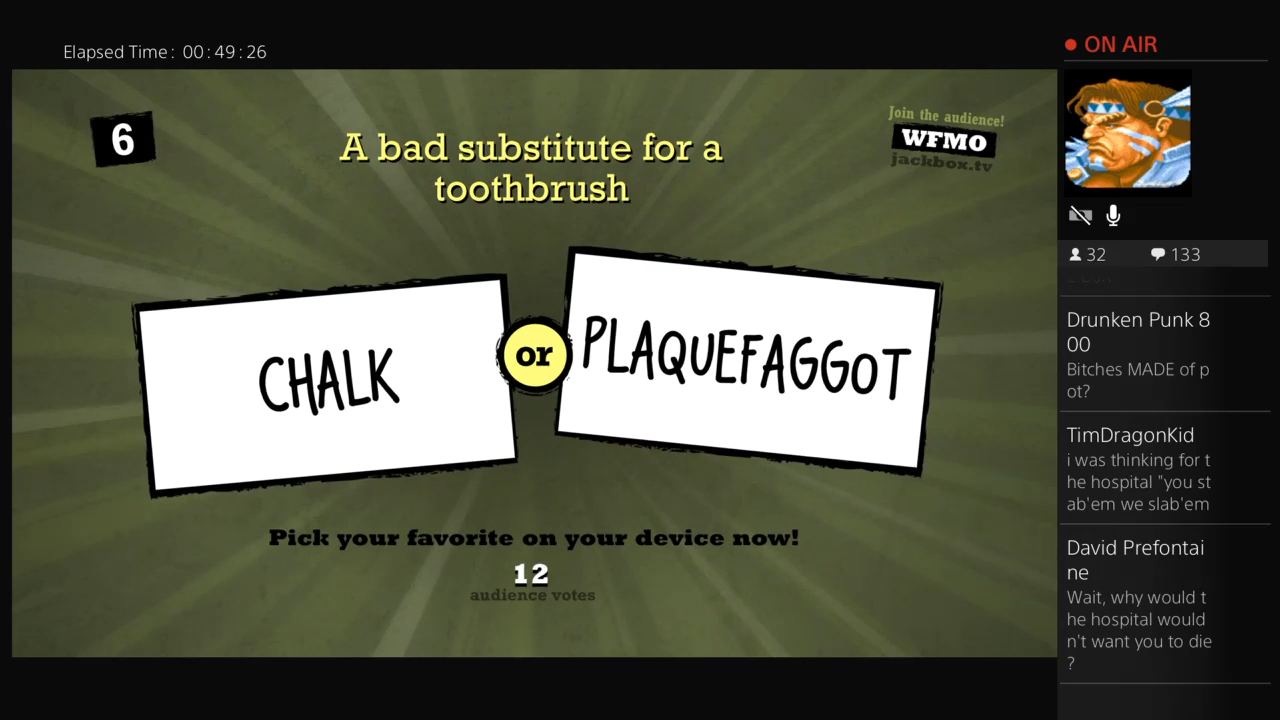 Elapsed Time: 00:49:26
ON AIR
6
A bad substitute for a
toothbrush
Join the audience!
WFMO
jackbox.tv
CHALK
or
PLAQUEFAGGOT
Pick your favorite on your device now!
12
audience votes
32
133
Drunken Punk 8
00
Bitches MADE of p
ot?
TimDragonKid
i was thinking for t
he hospital "you st
ab'em we slab'em
David Prefontai
ne
Wait, why would t
he hospital would
n't want you to die
?